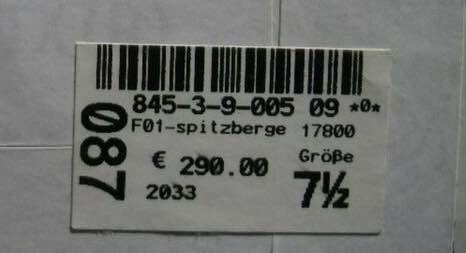 845-3-9-005 09 *0*
F01-spitzberge 17800
€ 290.00
Größe
2033
7½
087